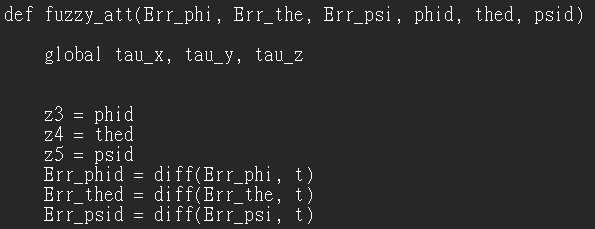 def fuzzy_att(Err_phi, Err_the, Err_psi, phid, thed, psid)
global tau_x, tau_y, tau_z
z3 = phid
z4 = thed
z5 = psid
Err_phid = diff(Err_phi, t)
Err_thed = diff(Err_the, t)
Err_psid = diff(Err_psi, t)